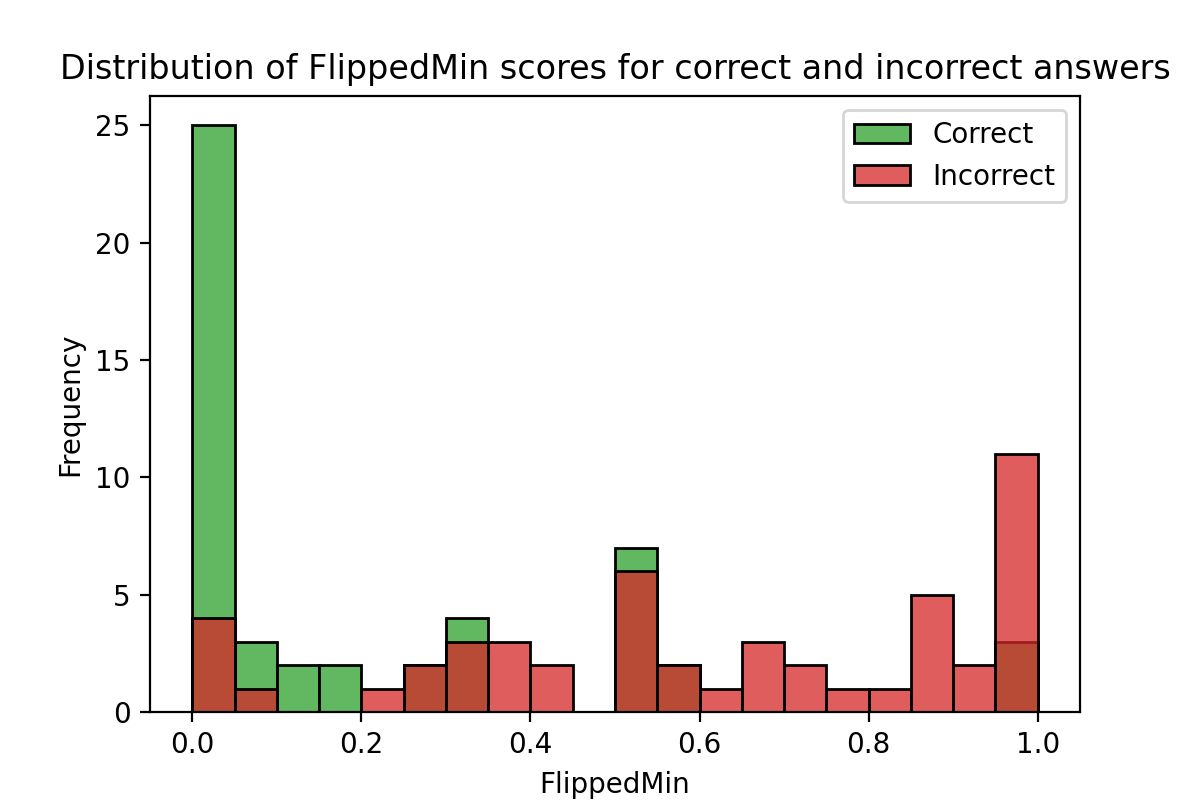 Distribution of FlippedMin scores for correct and incorrect answers
Correct
Incorrect
Frequency
25
20
15
10
5
0
0.0 0.2 0.4 0.6 0.8 1.0
FlippedMin